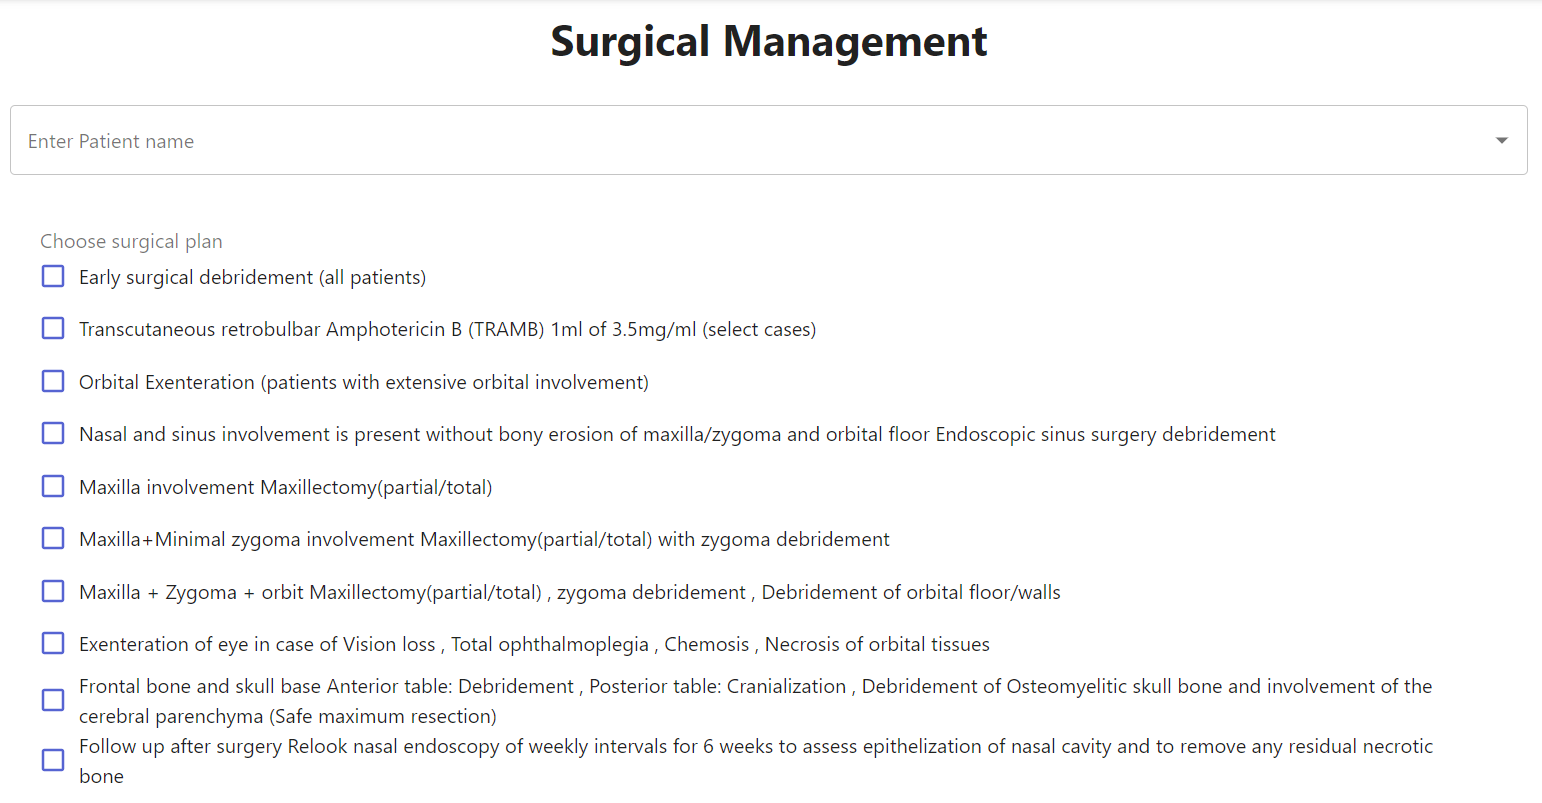 Surgical Management
Enter Patient name
Choose surgical plan
Early surgical debridement (all patients)
Transcutaneous retrobulbar Amphotericin B (TRAMB) 1ml of 3.5mg/ml (select cases)
Orbital Exenteration (patients with extensive orbital involvement)
Nasal and sinus involvement is present without bony erosion of maxilla/zygoma and orbital floor Endoscopic sinus surgery debridement
Maxilla involvement Maxillectomy(partial/total)
Maxilla+Minimal zygoma involvement Maxillectomy(partial/total) with zygoma debridement
Maxilla + Zygoma + orbit Maxillectomy(partial/total) , zygoma debridement , Debridement of orbital floor/walls
Exenteration of eye in case of Vision loss , Total ophthalmoplegia , Chemosis , Necrosis of orbital tissues
Frontal bone and skull base Anterior table: Debridement , Posterior table: Cranialization , Debridement of Osteomyelitic skull bone and involvement of the
cerebral parenchyma (Safe maximum resection)
Follow up after surgery Relook nasal endoscopy of weekly intervals for 6 weeks to assess epithelization of nasal cavity and to remove any residual necrotic
bone